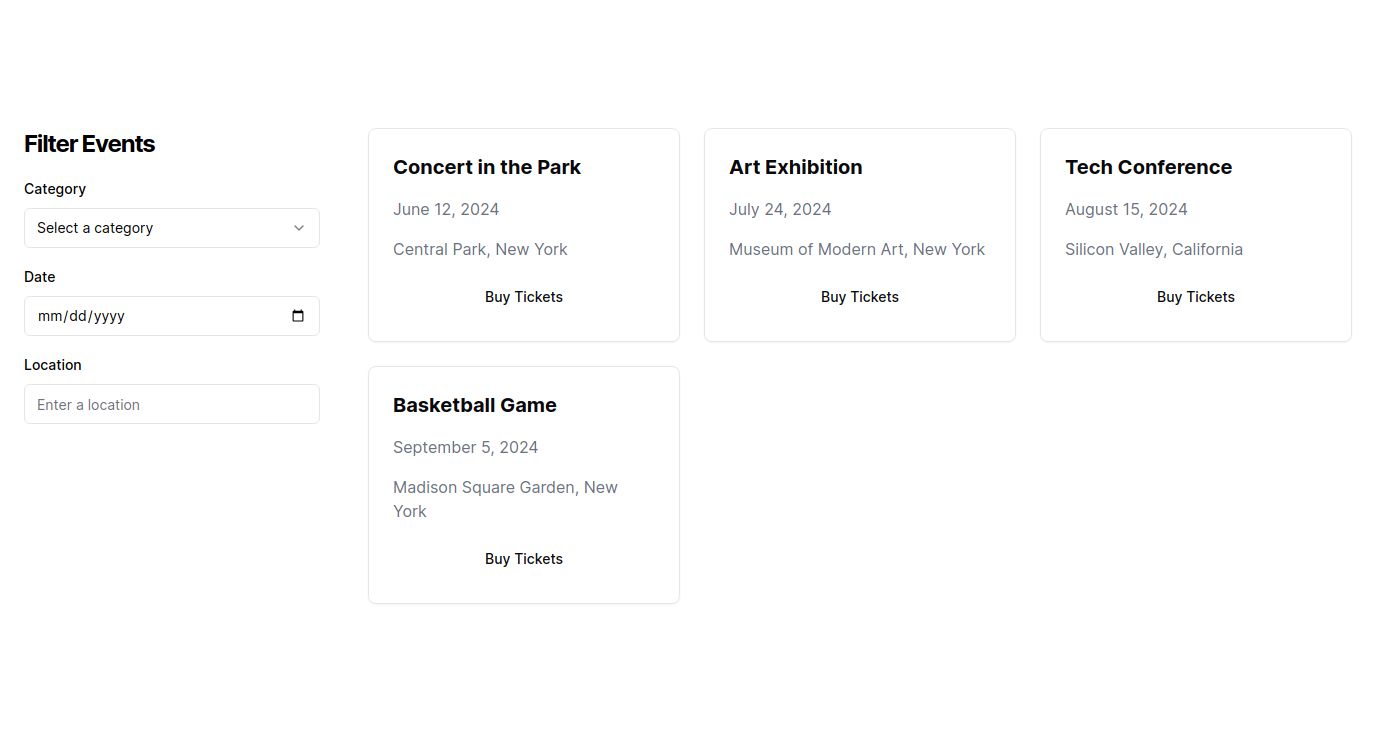 Filter Events
Category
Select a category
Date
mm/dd/yyyy
Location
Enter a location
Concert in the Park
June 12, 2024
Central Park, New York
Buy Tickets
Art Exhibition
July 24, 2024
Museum of Modern Art, New York
Buy Tickets
Tech Conference
August 15, 2024
Silicon Valley, California
Buy Tickets
Basketball Game
September 5, 2024
Madison Square Garden, New
York
Buy Tickets